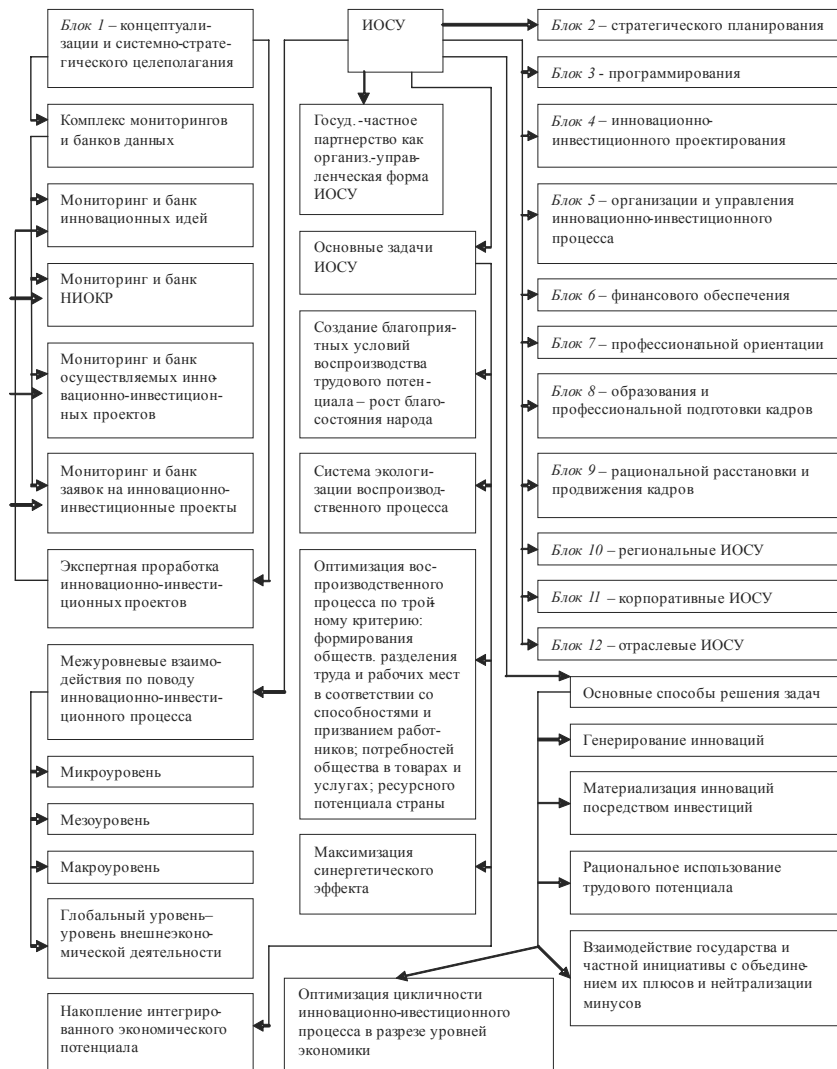 Блок 1 – концептуали-
зации и системно-страте-
гического целеполагания
Комплекс мониторингов
и банков данных
Мониторинг и банк
инновационных идей
Мониторинг и банк
НИОКР
Мониторинг и банк
осуществляемых инно-
вационно-инвестицион-
ных проектов
Мониторинг и банк
заявок на инновационно-
инвестиционные проекты
Экспертная проработка
инновационно-инвести-
ционных проектов
Межуровневые взаимо-
действия по поводу
инновационно-инвести-
ционного процесса
Микроуровень
Мезоуровень
Макроуровень
Глобальный уровень–
уровень внешнеэконо-
мической деятельности
Накопление интегриро-
ванного экономического
потенциала
ИОСУ
Госуд.-частное
партнерство как
организ.-управ-
ленческая форма
ИОСУ
Основные задачи
ИОСУ
Создание благоприя-
тных условий
воспроизводства
трудового потен-
циала – рост благо-
состояния народа
Система экологи-
зации воспроизвод-
ственного процесса
Оптимизация вос-
производственного
процесса по трой-
ному критерию:
формирования
обществ. разделения
труда и рабочих мест
в соответствии со
способностями и
призванием работ-
ников; потребностей
общества в товарах и
услугах; ресурсного
потенциала страны
Максимизация
синергетического
эффекта
Оптимизация цикличности
инновационно-ивестиционного
процесса в разрезе уровней
экономики
Блок 2 – стратегического планирования
Блок 3 - программирования
Блок 4 – инновационно-
инвестиционного проектирования
Блок 5 – организации и управления
инновационно-инвестиционного
процесса
Блок 6 – финансового обеспечения
Блок 7 – профессиональной ориентации
Блок 8 – образования и
профессиональной подготовки кадров
Блок 9 – рациональной расстановки и
продвижения кадров
Блок 10 – региональные ИОСУ
Блок 11 – корпоративные ИОСУ
Блок 12 – отраслевые ИОСУ
Основные способы решения задач
Генерирование инноваций
Материализация инноваций
посредством инвестиций
Рациональное использование
трудового потенциала
Взаимодействие государства и
частной инициативы с объедине-
нием их плюсов и нейтрализации
минусов